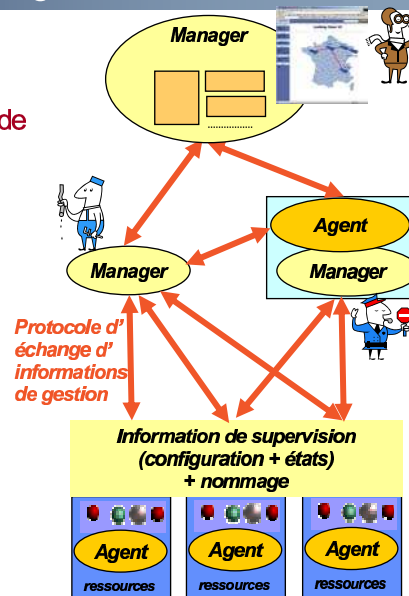 Manager
de
Agent
Manager
Manager
Protocole d'
échange d'
informations
de gestion
Information de supervision
(configuration + états)
+ nommage
Agent
Agent
Agent
ressources
ressources
ressources